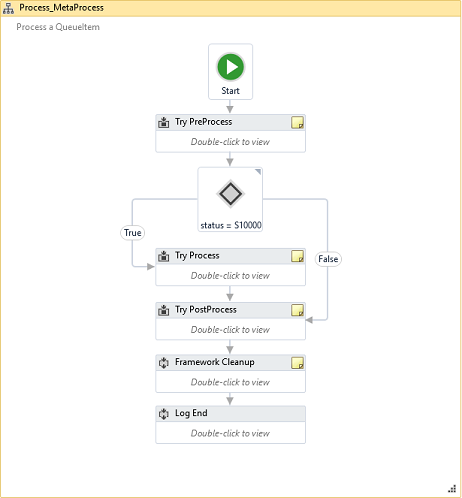 Process_MetaProcess
Process a QueueItem
Start
Try PreProcess
Double-click to view
status = S10000
True
False
Try Process
Double-click to view
Try PostProcess
Double-click to view
Framework Cleanup
Double-click to view
Log End
Double-click to view